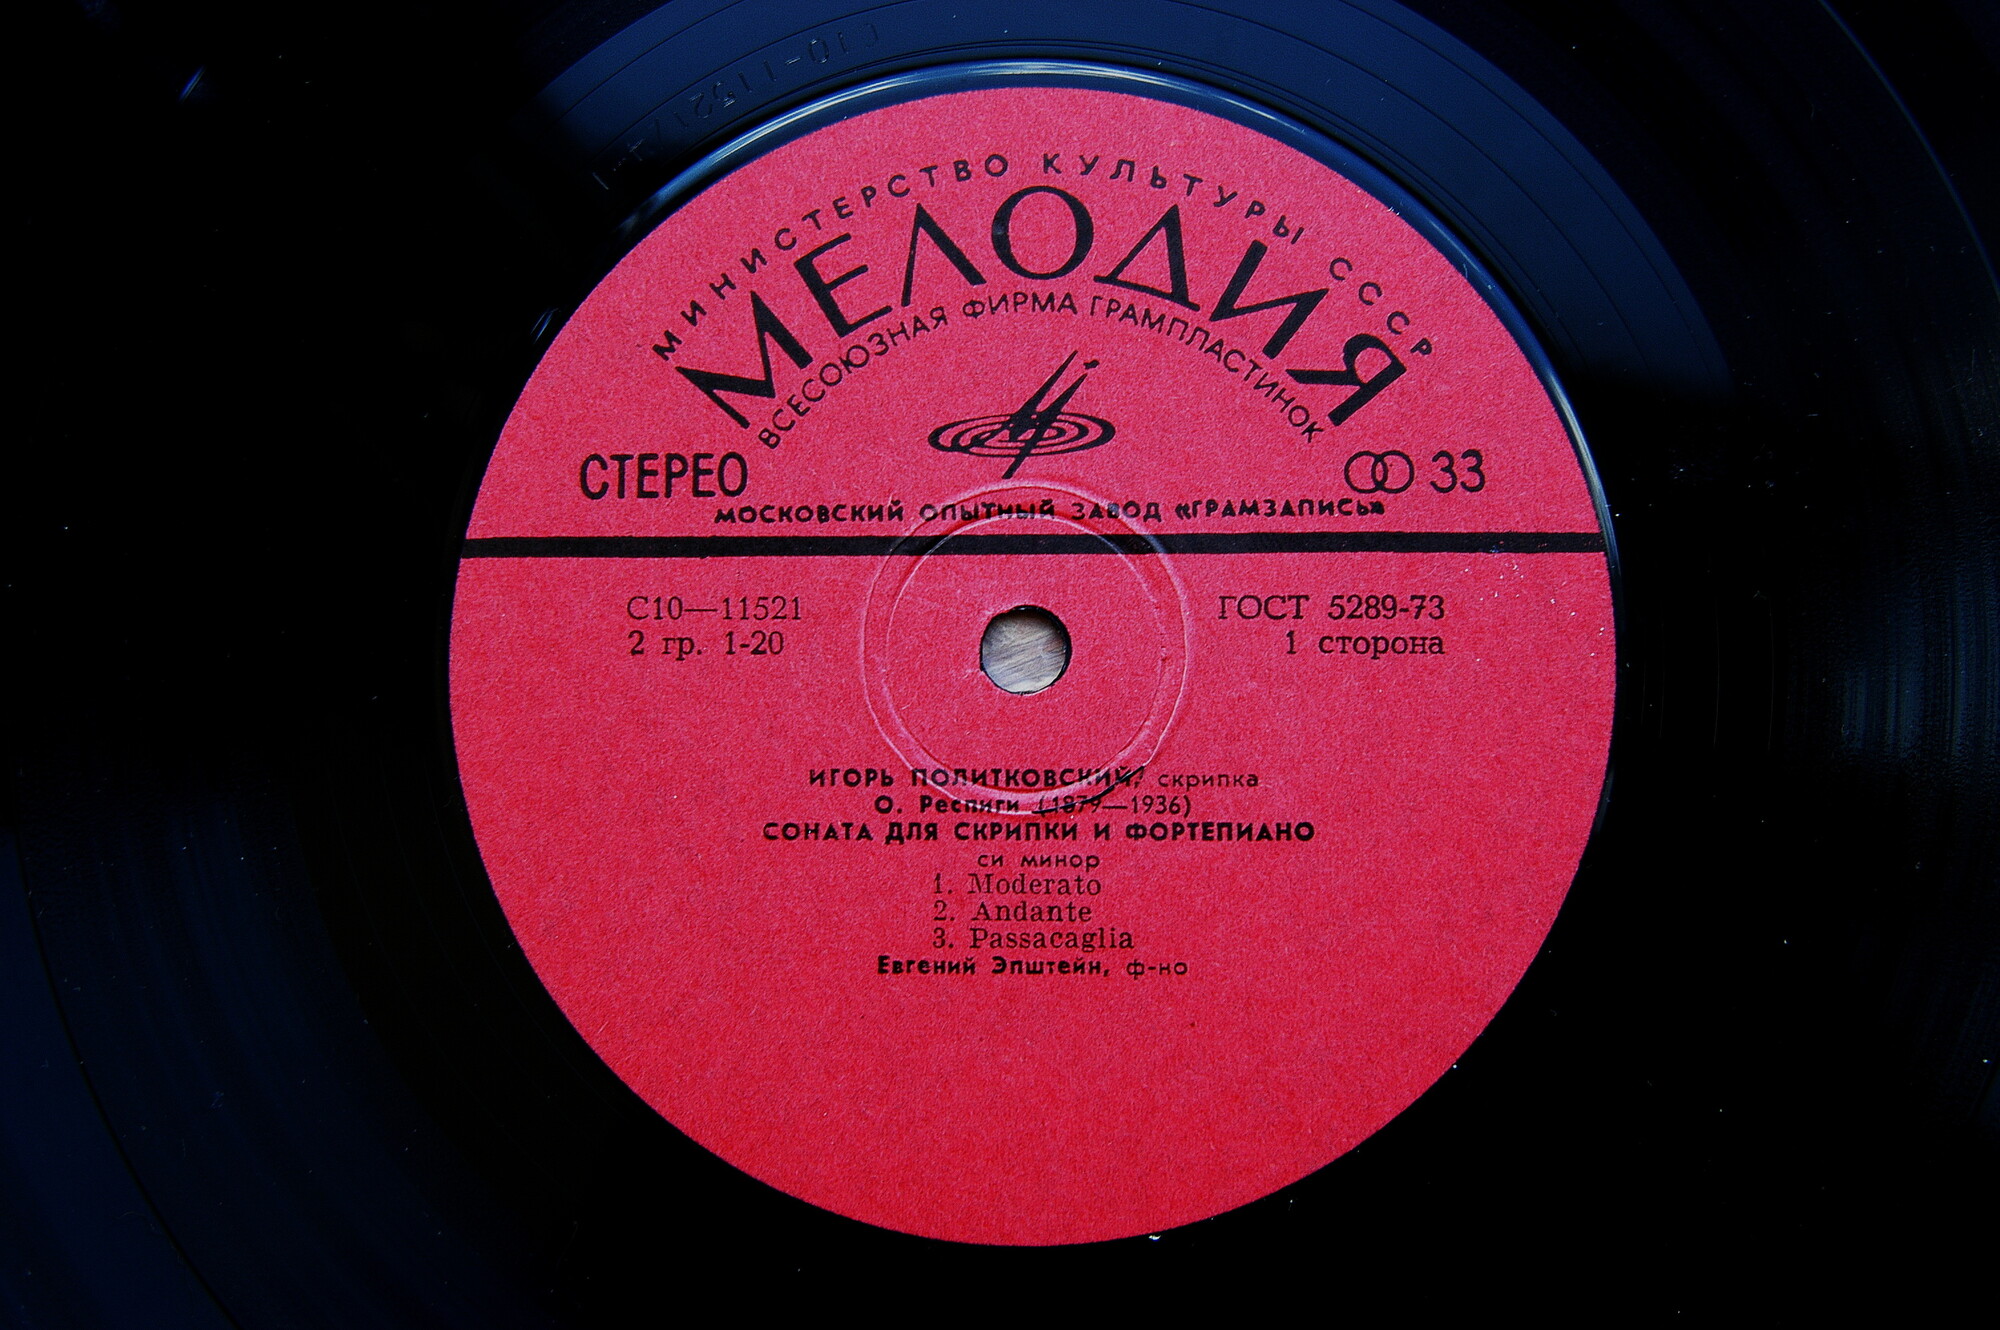 МИНИСТЕРСТВО КУЛЬТУРЫ СССР
МЕЛОДИЯ
ВСЕСОЮЗНАЯ ФИРМА ГРАМПЛАСТИНОК
СТЕРЕО
33
МОСКОВСКИЙ ОПЫТНЫЙ ЗАВОД «ГРАМЗАПИСЬ»
С10—11521
ГОСТ 5289-73
2 гр. 1-20
1 сторона
ИГОРЬ ПОЛИТКОВСКИЙ, скрипка
О. Респиги (1879—1936)
СОНАТА ДЛЯ СКРИПКИ И ФОРТЕПИАНО
си минор
1. Moderato
2. Andante
3. Passacaglia
Евгений Эпштейн, ф-но